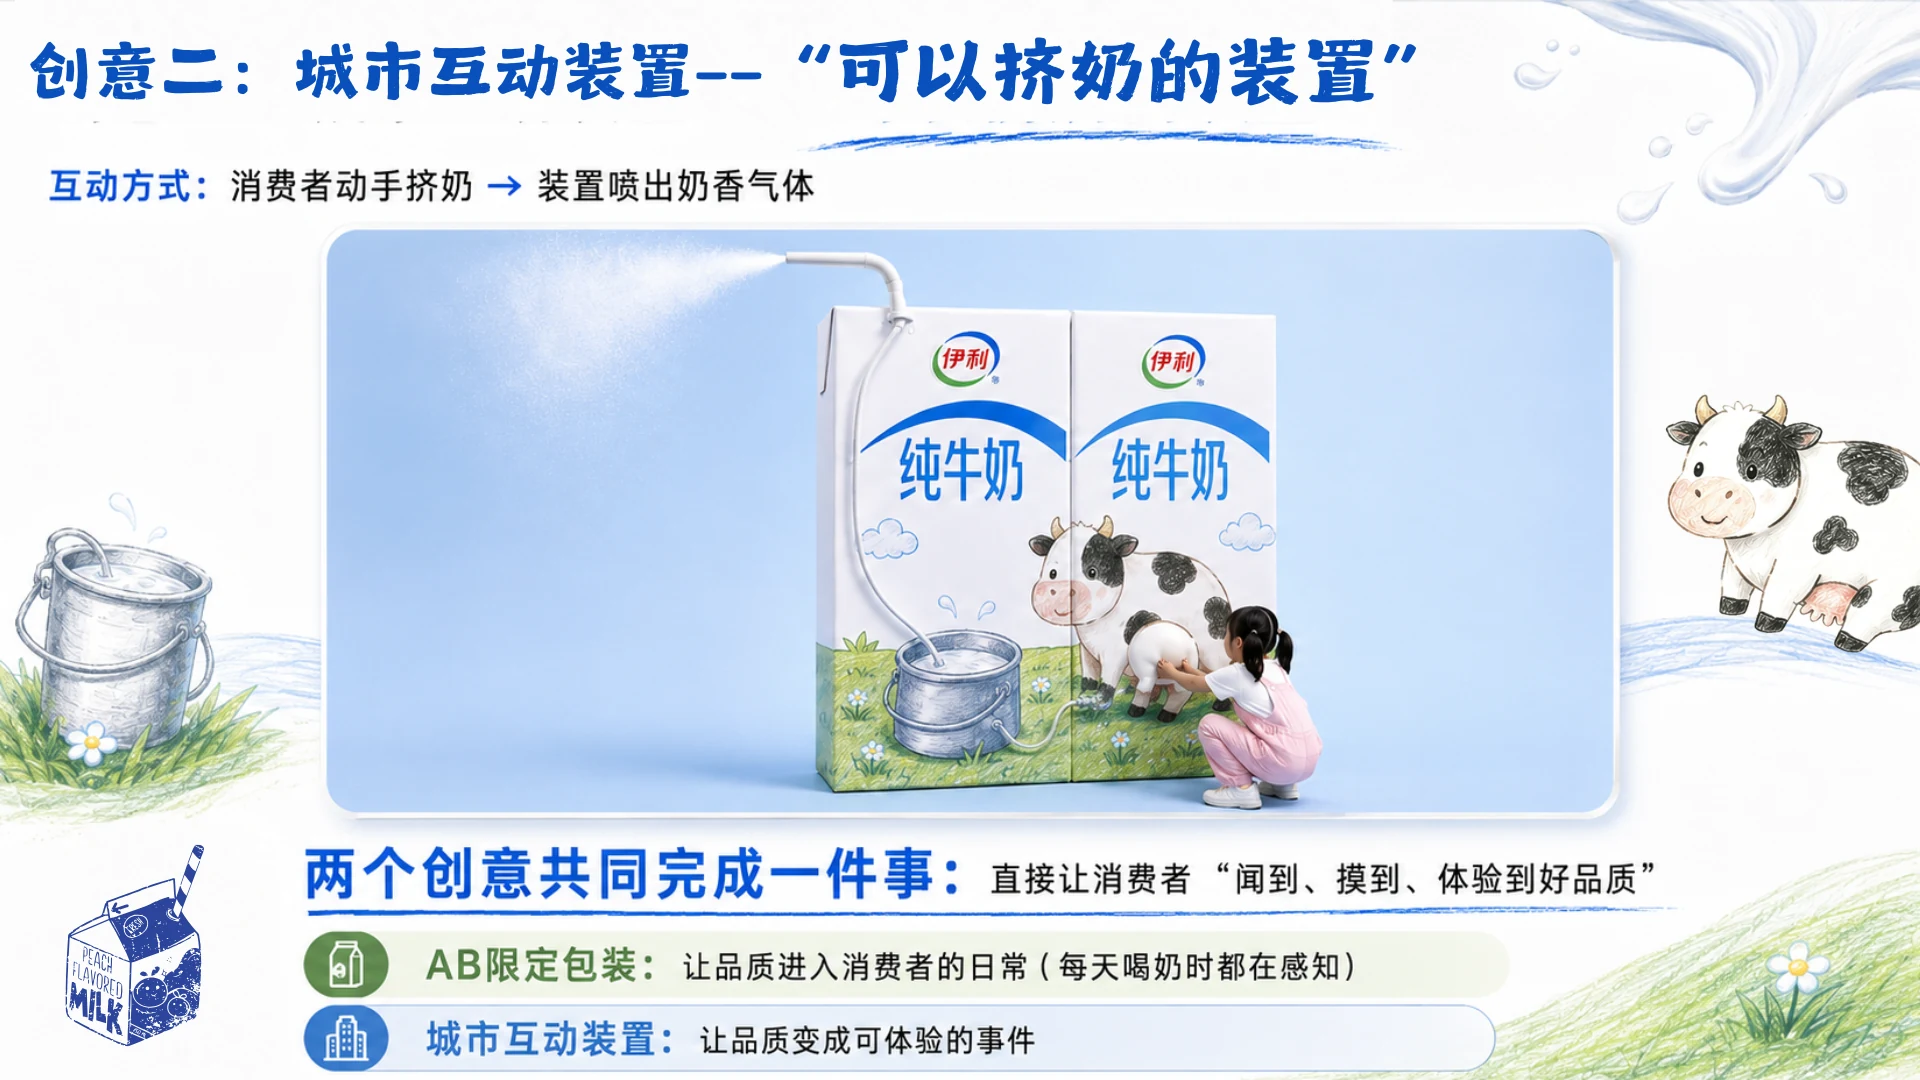 创意二：城市互动装置--“可以挤奶的装置”
互动方式：消费者动手挤奶 → 装置喷出奶香气体
伊利
伊利
纯牛奶
纯牛奶
两个创意共同完成一件事：直接让消费者“闻到、摸到、体验到好品质”
AB限定包装：让品质进入消费者的日常（每天喝奶时都在感知）
城市互动装置：让品质变成可体验的事件
FRESH
PEACH
FLAVORED
MILK